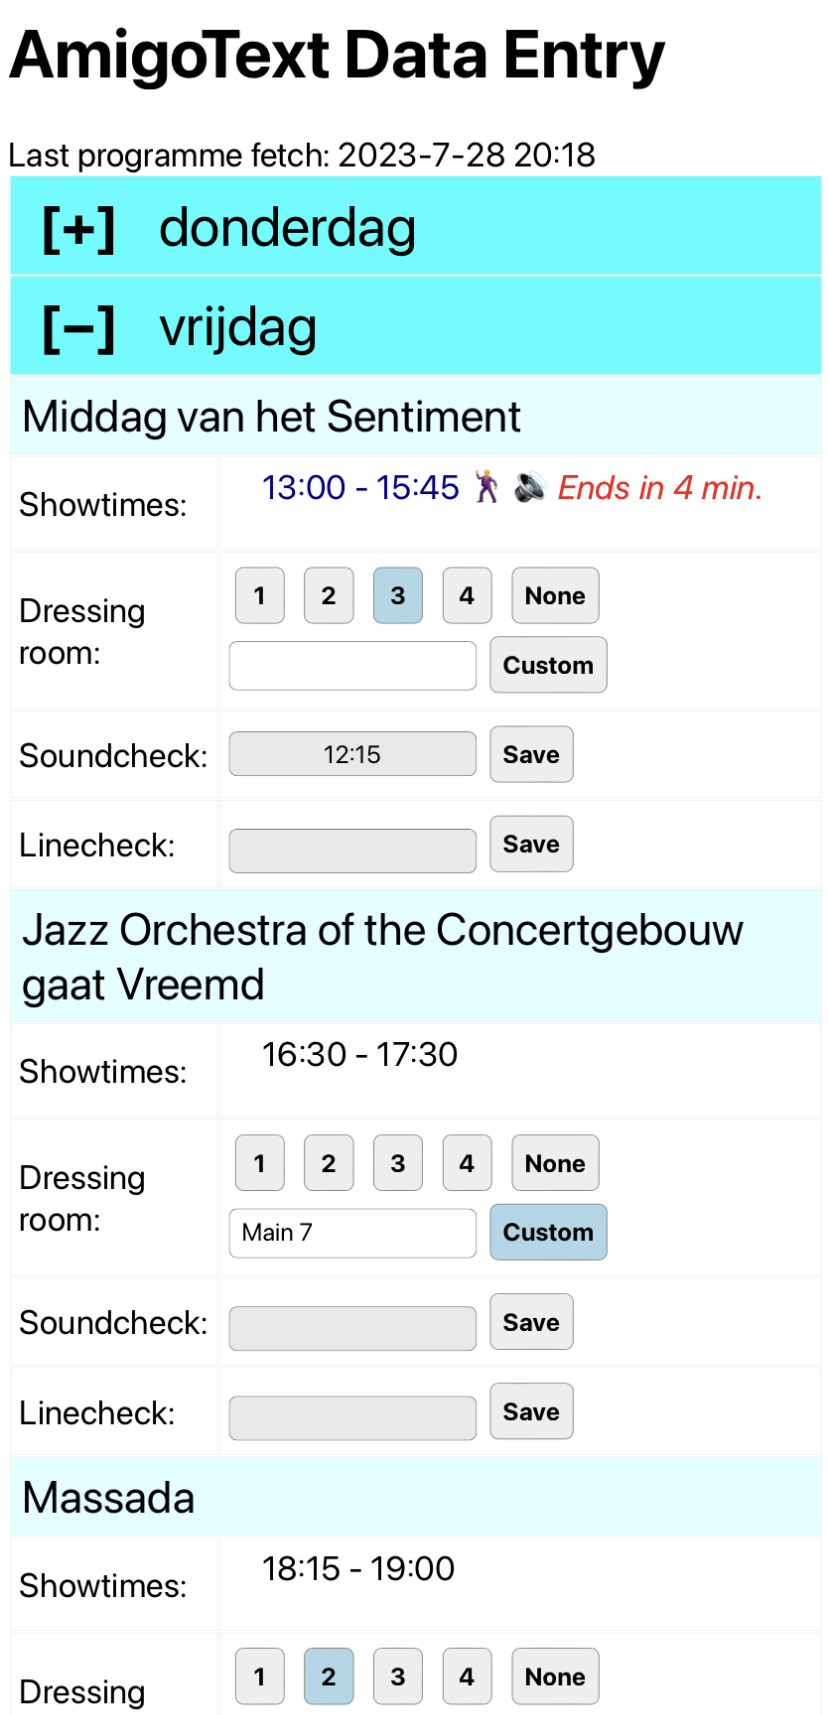 AmigoText Data Entry
Last programme fetch: 2023-7-28 20:18
[+] donderdag
[−] vrijdag
Middag van het Sentiment
Showtimes: 13:00 - 15:45 🕺 🔊 Ends in 4 min.
Dressing room: 1 2 3 4 None
Custom
Soundcheck: 12:15 Save
Linecheck: Save
Jazz Orchestra of the Concertgebouw
gaat Vreemd
Showtimes: 16:30 - 17:30
Dressing room: 1 2 3 4 None
Main 7 Custom
Soundcheck: Save
Linecheck: Save
Massada
Showtimes: 18:15 - 19:00
Dressing 1 2 3 4 None